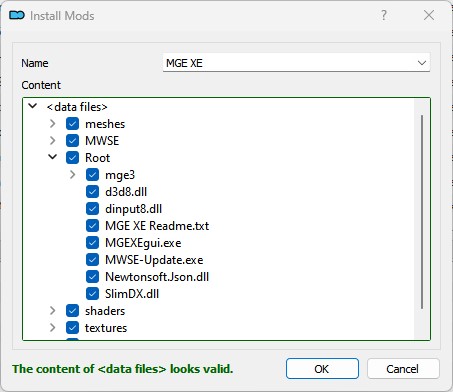 Install Mods
?
Name
MGE XE
Content
<data files>
meshes
MWSE
Root
mge3
d3d8.dll
dinput8.dll
MGE XE Readme.txt
MGEXEgui.exe
MWSE-Update.exe
Newtonsoft.Json.dll
SlimDX.dll
shaders
textures
The content of <data files> looks valid.
OK
Cancel